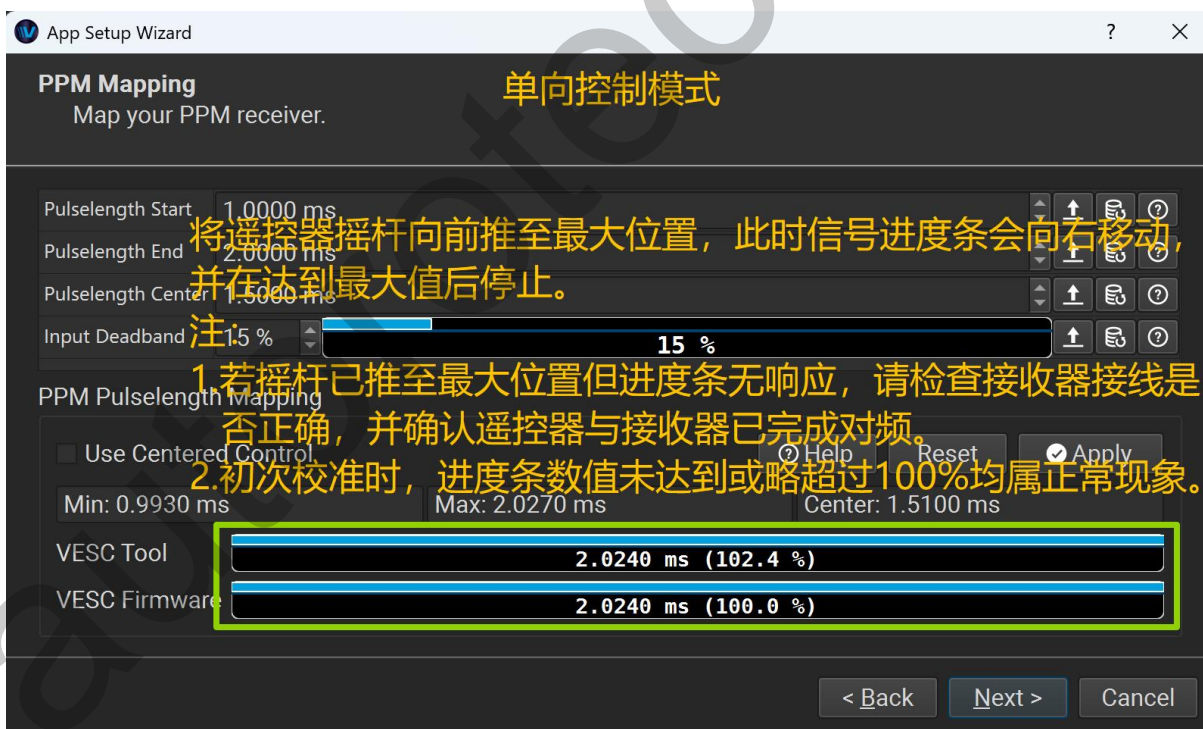 App Setup Wizard
?
PPM Mapping
Map your PPM receiver.
单向控制模式
Pulselength Start
1.0000 ms
Pulselength End
2.0000 ms
Pulselength Center
1.5000 ms
Input Deadband
15 %
15 %
将遥控器摇杆向前推至最大位置，此时信号进度条会向右移动，
并在达到最大值后停止。
注：
1.若摇杆已推至最大位置但进度条无响应，请检查接收器接线是
否正确，并确认遥控器与接收器已完成对频。
2.初次校准时，进度条数值未达到或略超过100%均属正常现象。
PPM Pulselength Mapping
Use Centered Control
Help
Reset
Apply
Min: 0.9930 ms
Max: 2.0270 ms
Center: 1.5100 ms
VESC Tool
2.0240 ms (102.4 %)
VESC Firmware
2.0240 ms (100.0 %)
< Back
Next >
Cancel